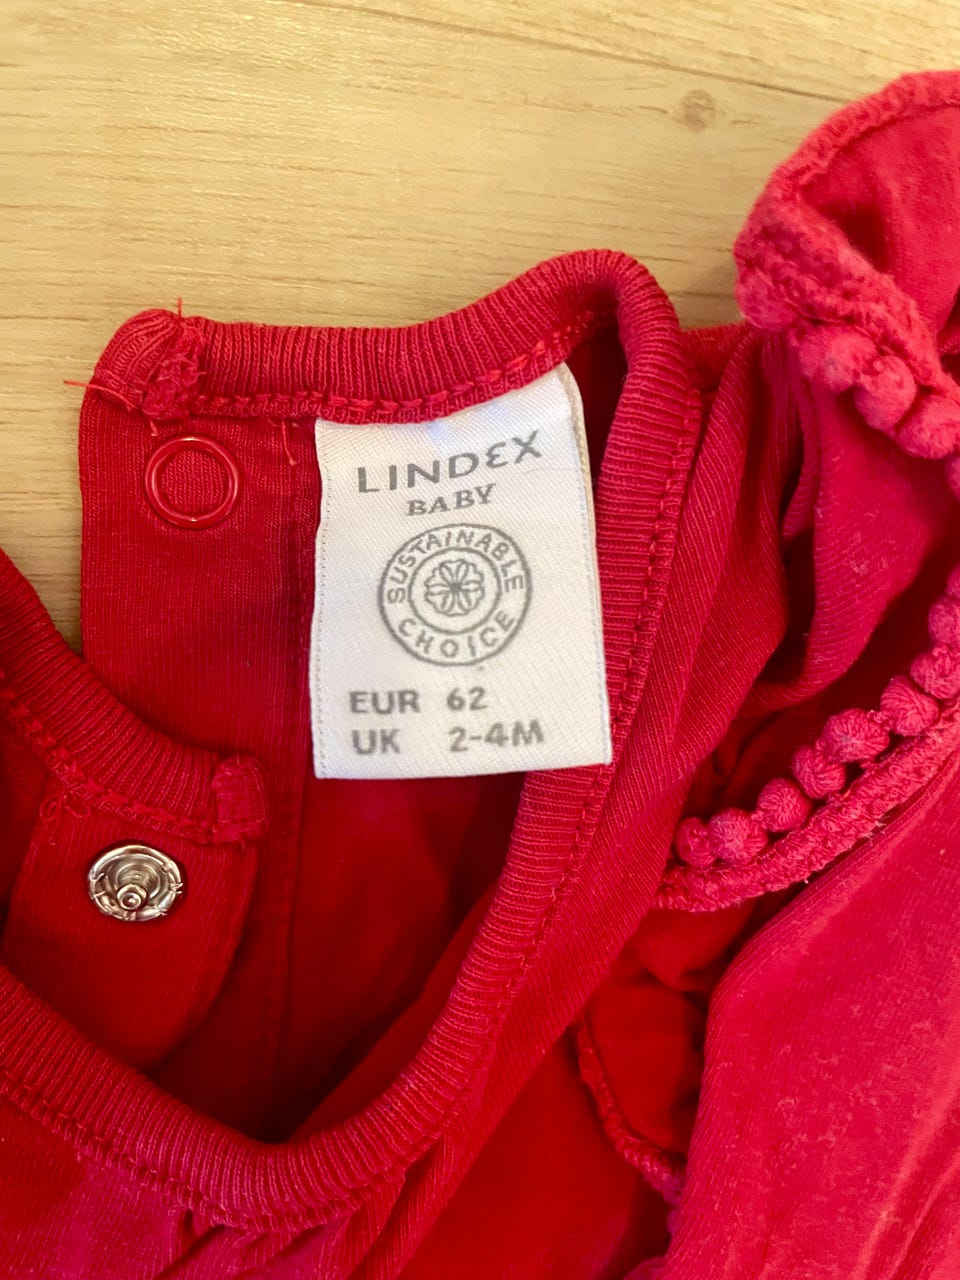 LINDEX
BABY
SUSTAINABLE
CHOICE
EUR 62
UK 2-4M